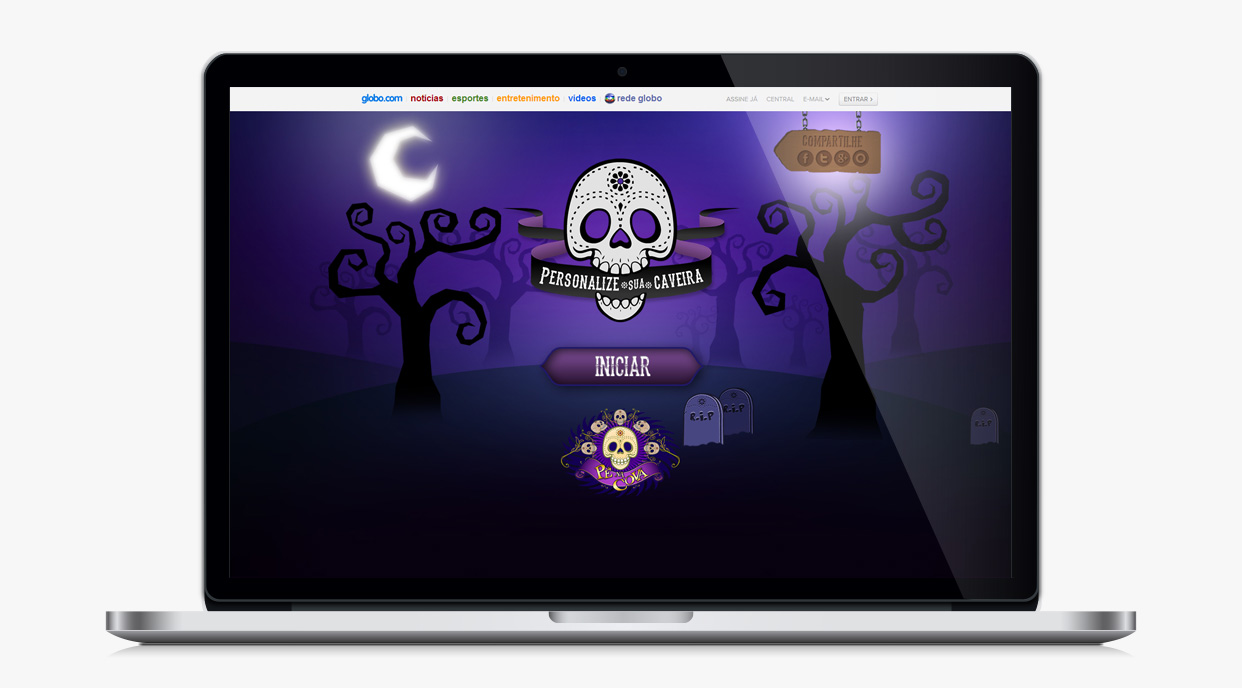 globo.com notícias esportes entretenimento vídeos rede globo ASSINE JÁ CENTRAL E-MAIL ENTRAR ›
COMPARTILHE
PERSONALIZE SUA CAVEIRA
INICIAR
R.I.P
R.I.P
R.I.P
PÉ NA COVA